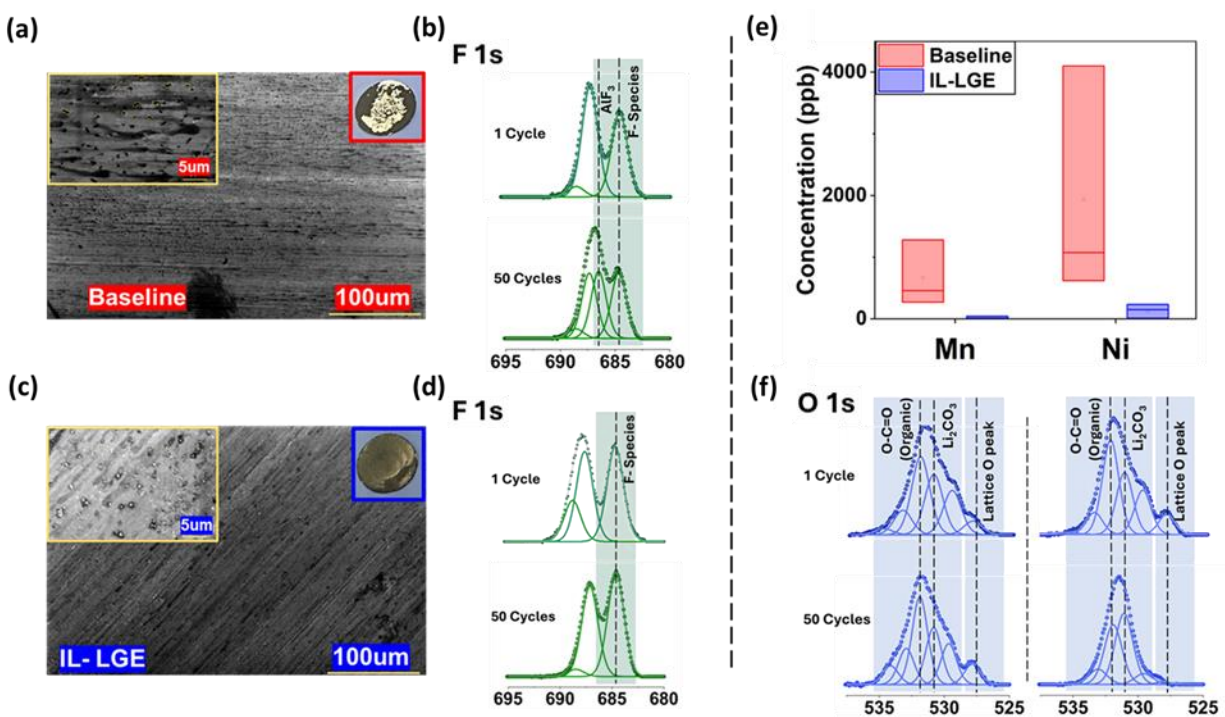 (a)
5um
Baseline
100um
(b)
F 1s
AlF3
F- Species
1 Cycle
50 Cycles
695 690 685 680
(c)
5um
IL- LGE
100um
(d)
F 1s
F- Species
1 Cycle
50 Cycles
695 690 685 680
(e)
Baseline
IL-LGE
Concentration (ppb)
4000
2000
0
Mn Ni
(f)
O 1s
O-C=O
(Organic)
Li2CO3
Lattice O peak
O-C=O
(Organic)
Li2CO3
Lattice O peak
1 Cycle
50 Cycles
535 530 525
535 530 525